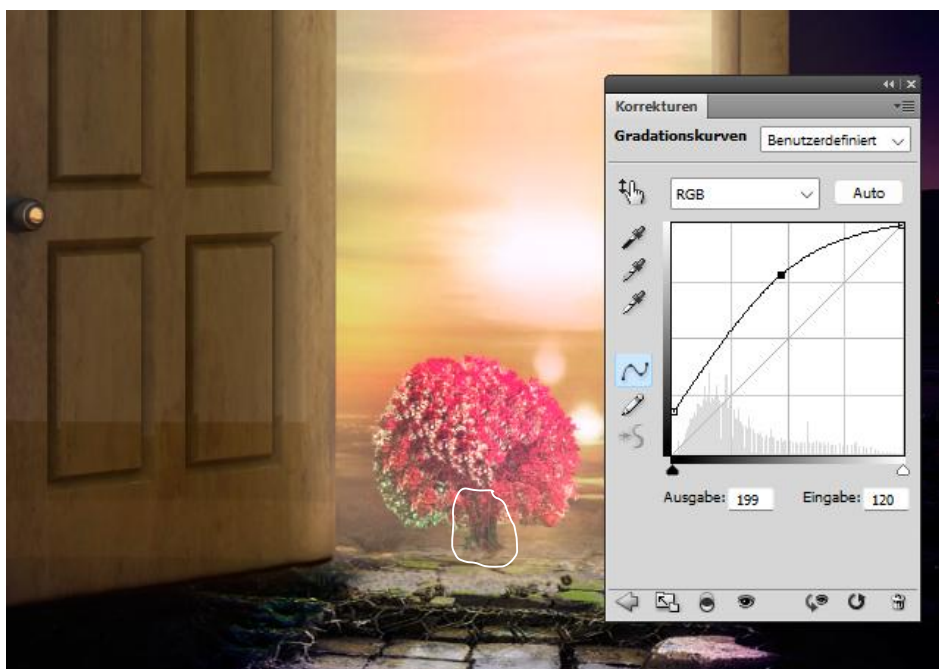 Korrekturen
Gradationskurven Benutzerdefiniert
RGB Auto
Ausgabe: 199 Eingabe: 120